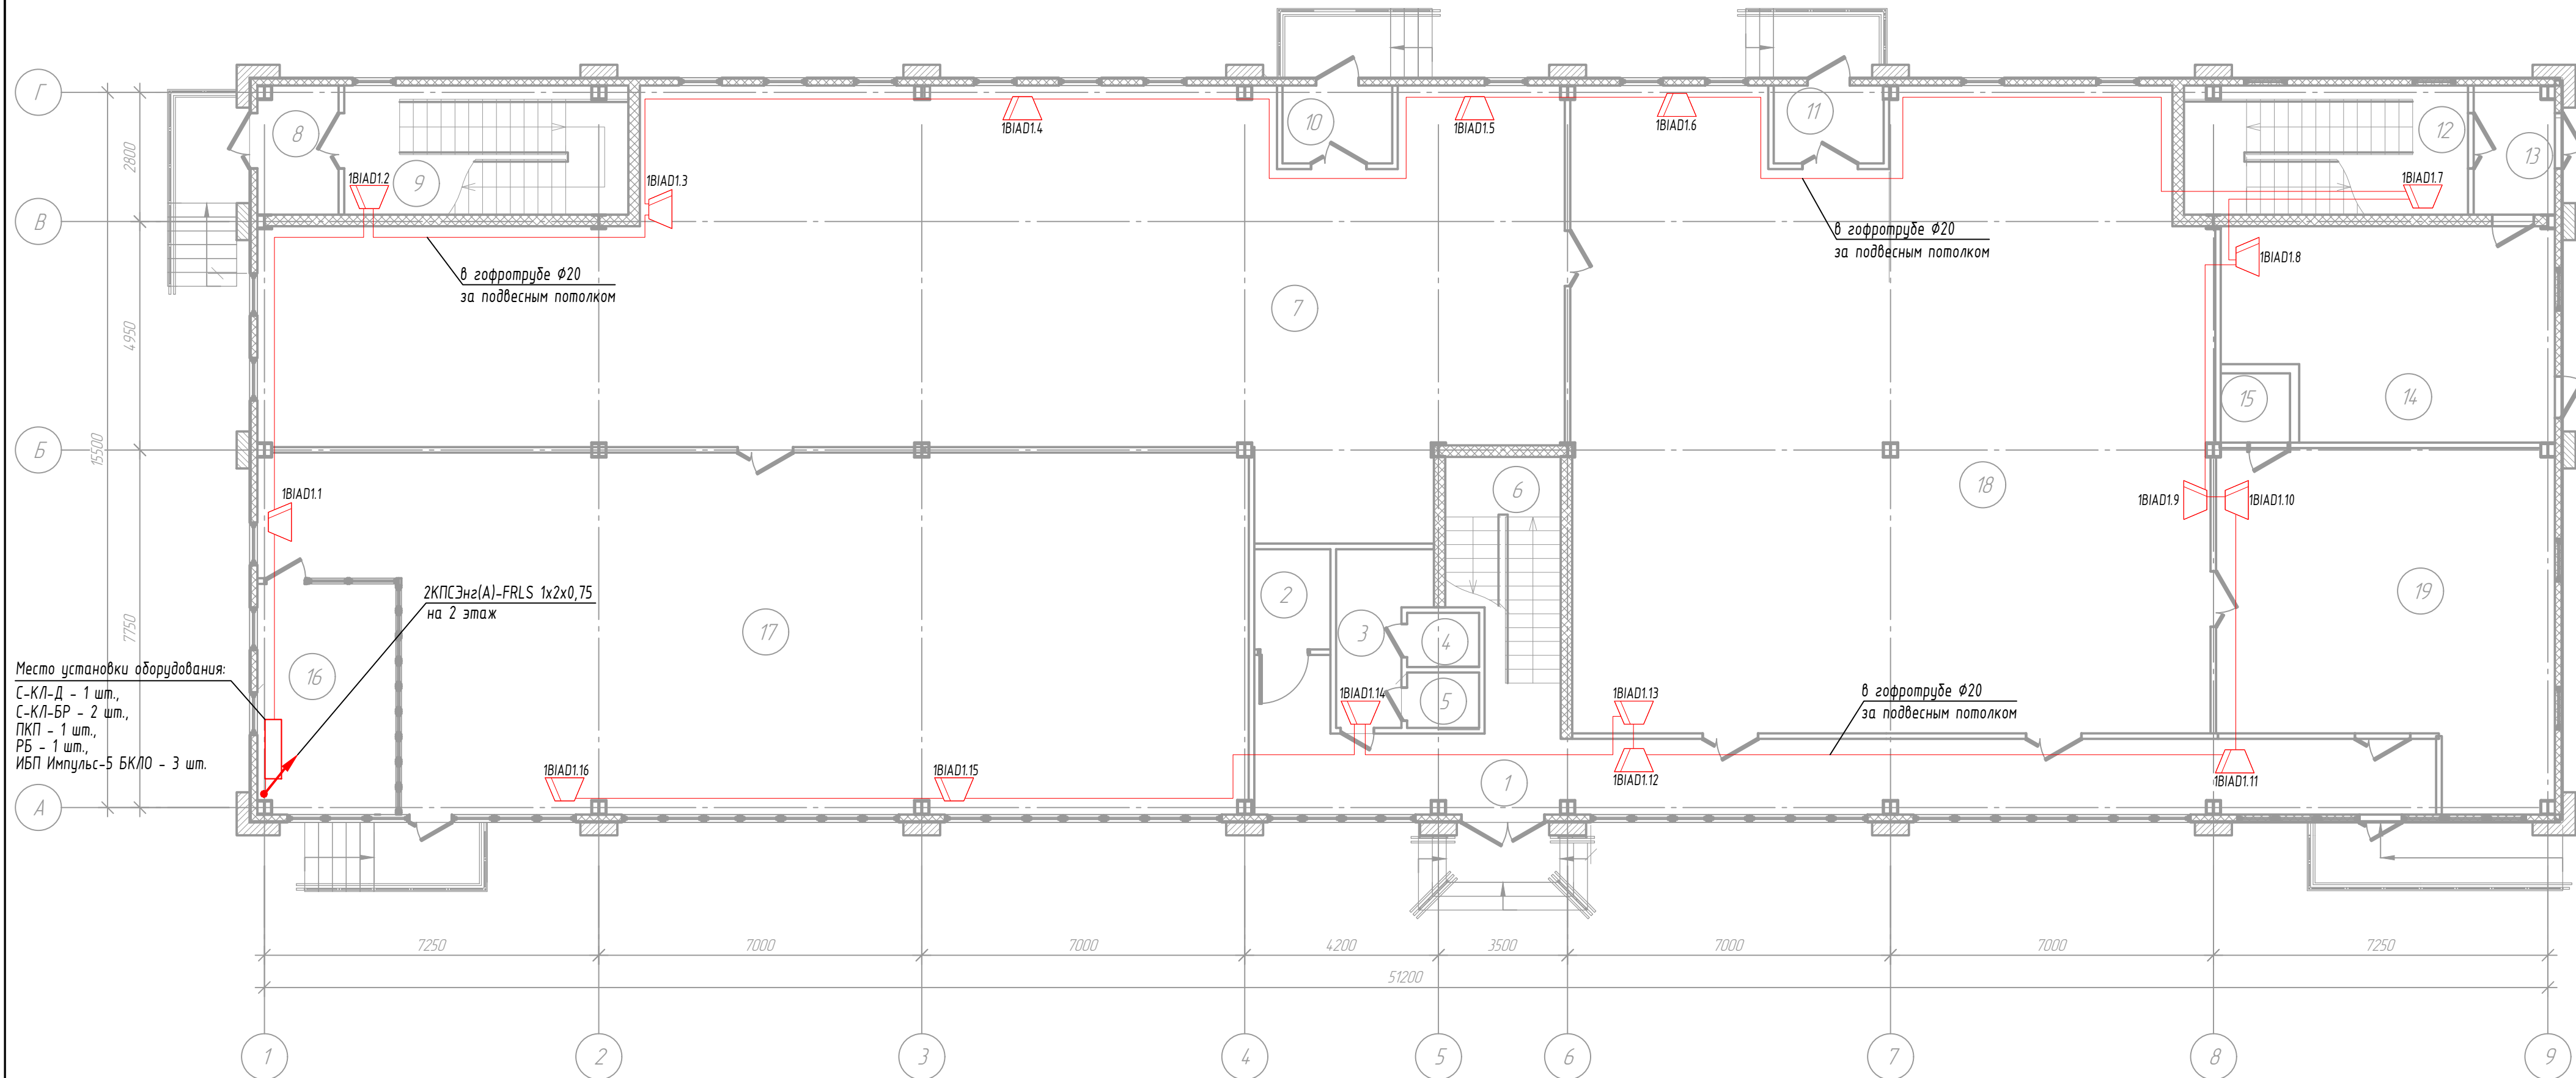 Г
В
Б
А
2800
4950
7750
15500
8
9
10
11
12
13
1BIAD1.2
1BIAD1.3
1BIAD1.4
1BIAD1.5
1BIAD1.6
1BIAD1.7
1BIAD1.8
в гофротрубе Ø20
за подвесным потолком
в гофротрубе Ø20
за подвесным потолком
7
15
14
1BIAD1.1
6
18
1BIAD1.9
1BIAD1.10
2КПСЭнг(А)-FRLS 1х2х0,75
на 2 этаж
17
2
3
4
5
19
16
Место установки оборудования:
С-КЛ-Д - 1 шт.,
С-КЛ-БР - 2 шт.,
ПКП - 1 шт.,
РБ - 1 шт.,
ИБП Импульс-5 БКЛО - 3 шт.
1BIAD1.14
1BIAD1.13
в гофротрубе Ø20
за подвесным потолком
1BIAD1.16
1BIAD1.15
1BIAD1.12
1
1BIAD1.11
7250
7000
7000
4200
3500
7000
7000
7250
51200
1
2
3
4
5
6
7
8
9